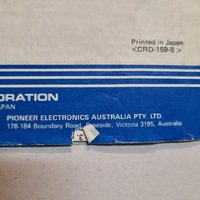 Printed in Japan
<CRD-159-B>
ORATION
APAN
PIONEER ELECTRONICS AUSTRALIA PTY. LTD.
178-184 Boundary Road, eside, Victoria 3195, Australia